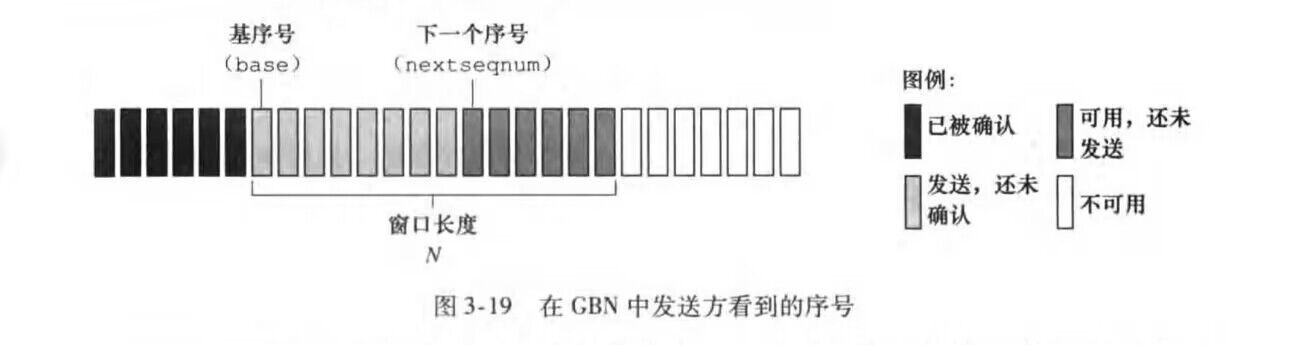 基序号
(base)
下一个序号
(nextseqnum)
窗口长度
N
图例:
已被确认
可用，还未
发送
发送，还未
确认
不可用
图 3-19 在 GBN 中发送方看到的序号